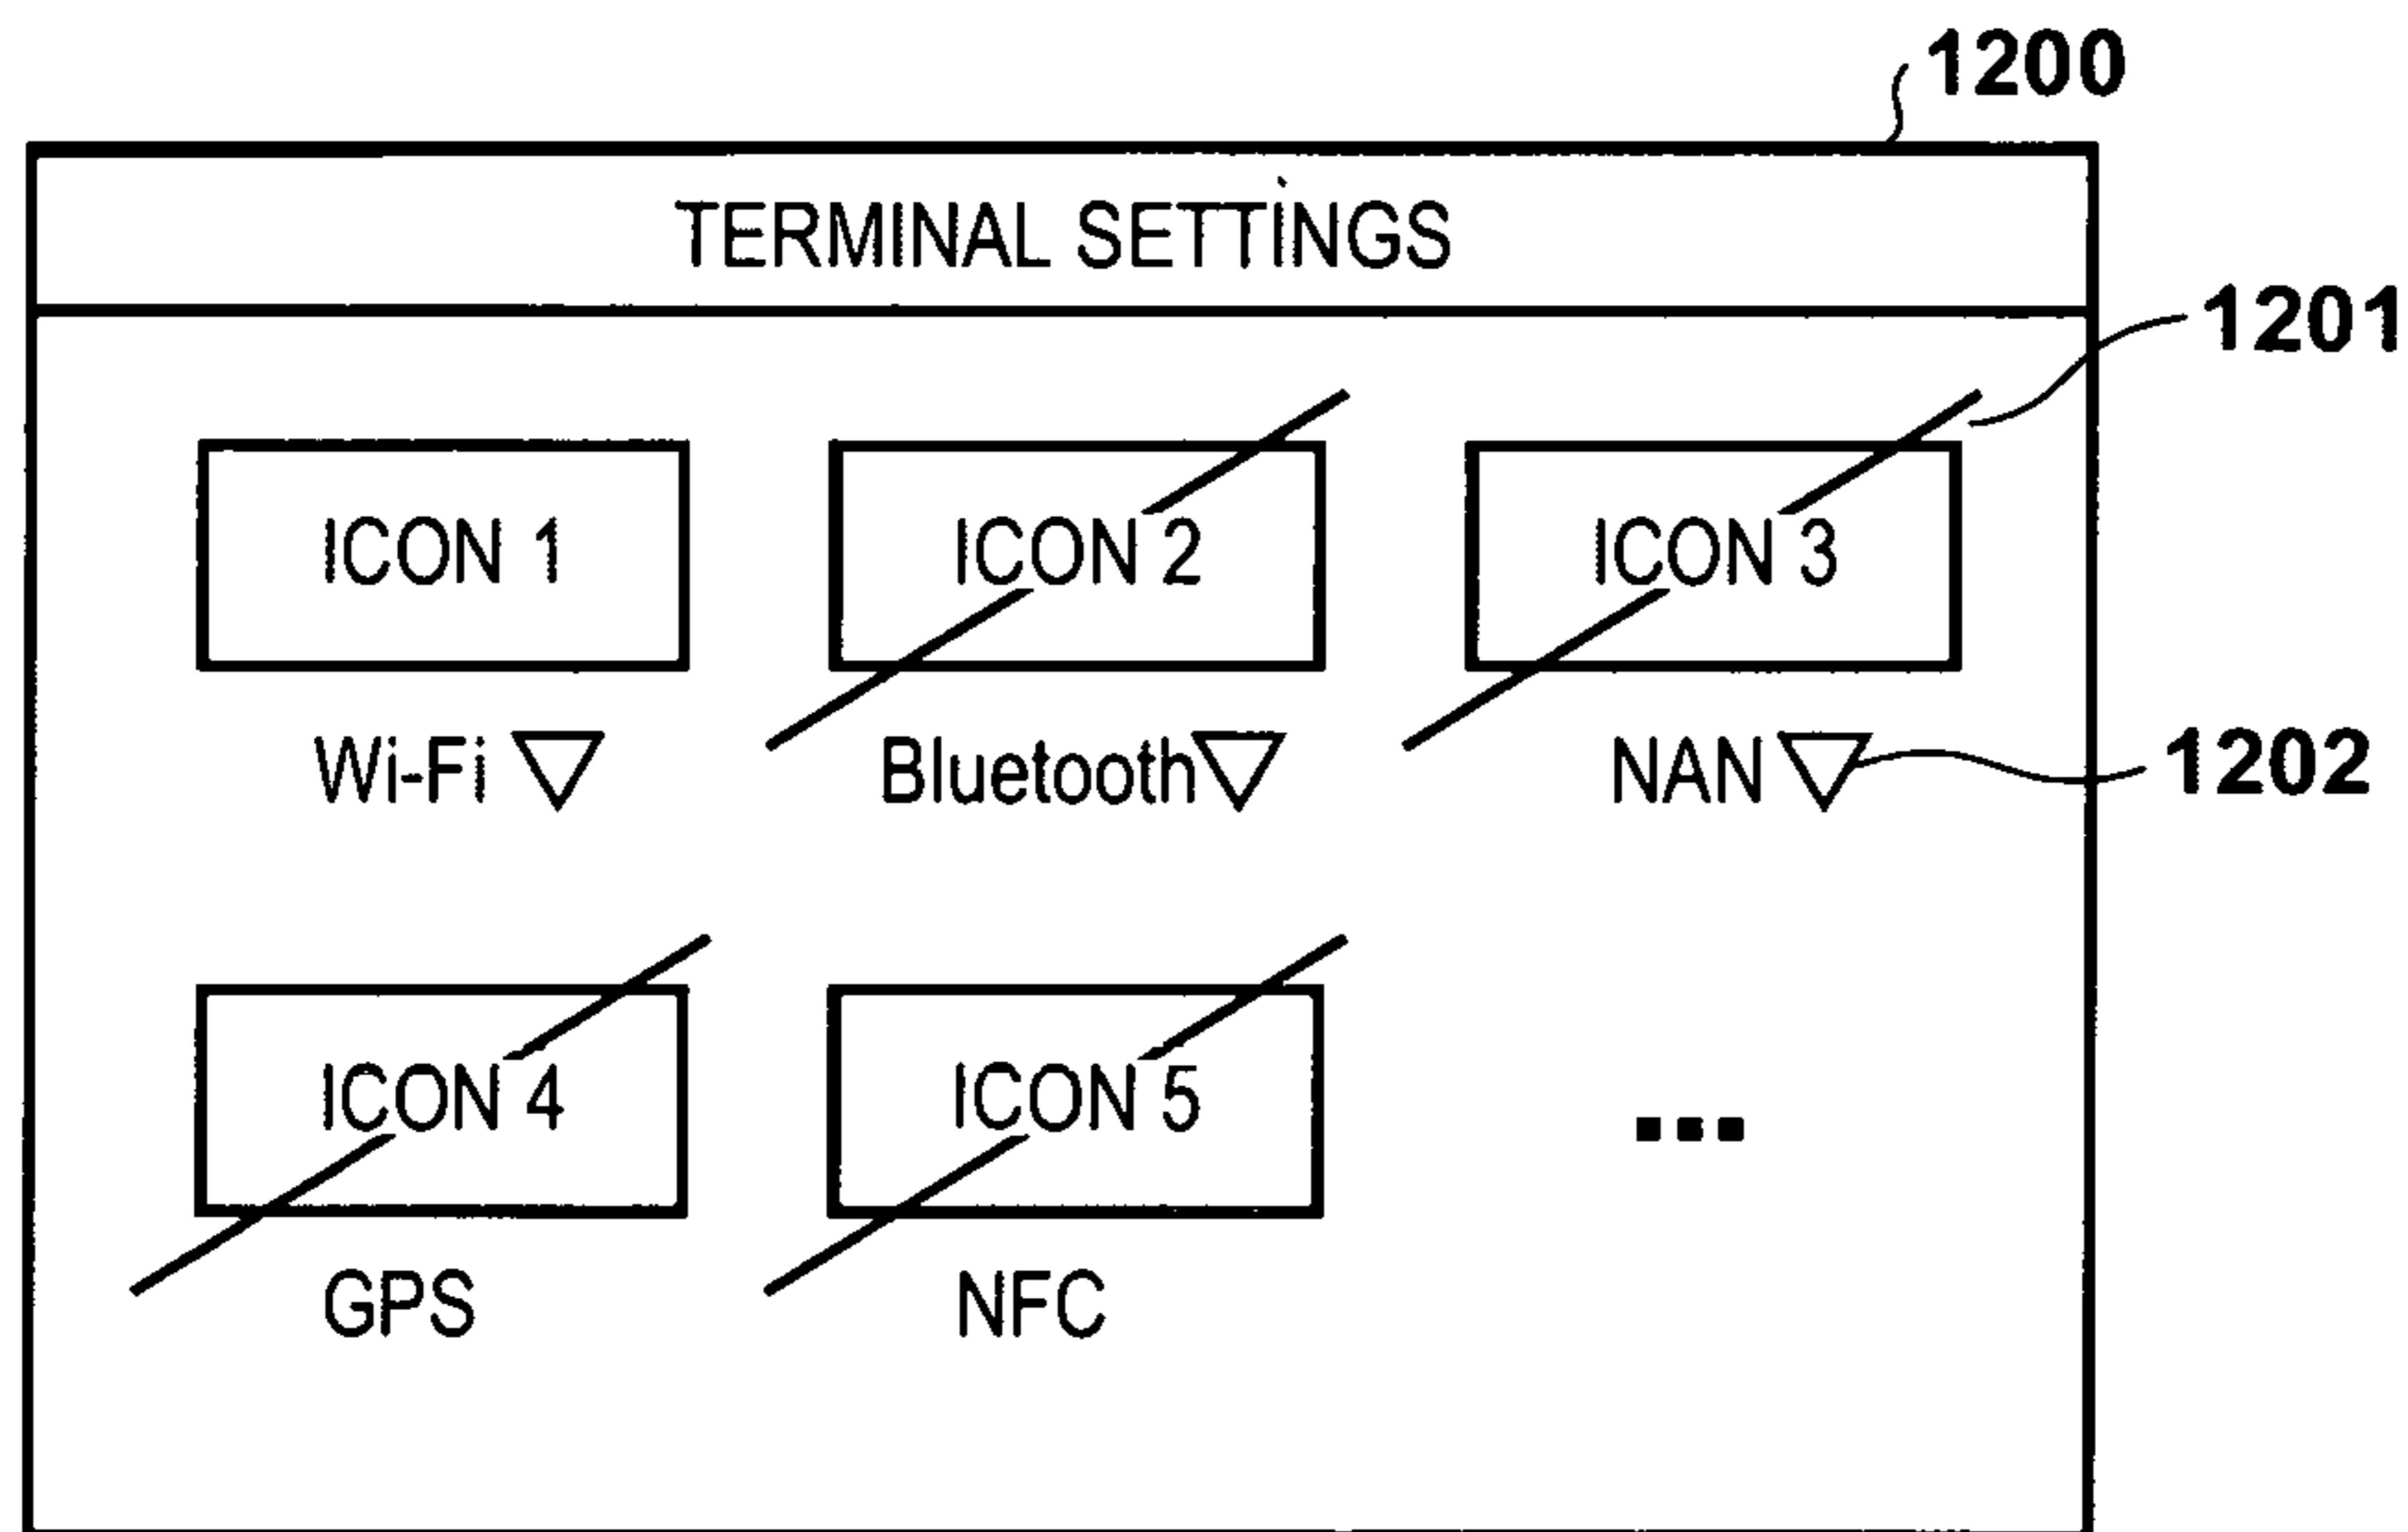 1200
TERMINAL SETTINGS
1201
ICON 1 ICON 2 ICON 3
Wi-Fi Bluetooth NAN 1202
ICON 4 ICON 5 ...
GPS NFC